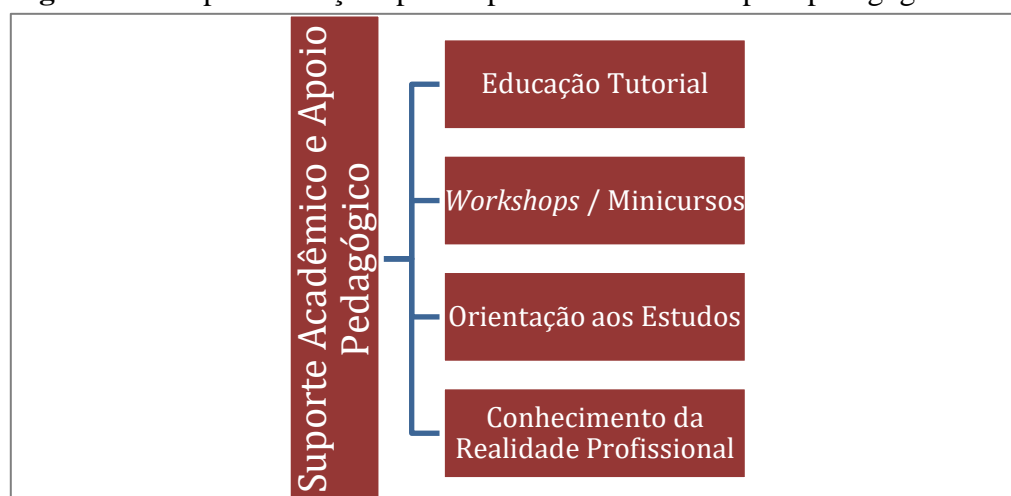 Suporte Acadêmico e Apoio
Pedagógico
Educação Tutorial
Workshops / Minicursos
Orientação aos Estudos
Conhecimento da
Realidade Profissional